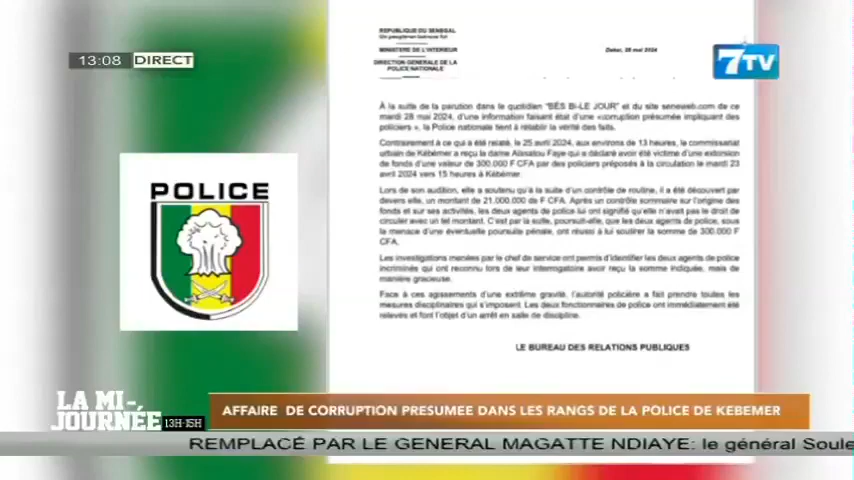 13:08 DIRECT
7TV
REPUBLIQUE DU SENEGAL
Un peuple-un but-une foi
MINISTERE DE L'INTERIEUR
DIRECTION GENERALE DE LA
POLICE NATIONALE
Dakar, 28 mai 2024
À la suite de la parution dans le quotidien "BËS BI-LE JOUR" et du site seneweb.com de ce
mardi 28 mai 2024, d'une information faisant état d'une «corruption présumée impliquant des
policiers », la Police nationale tient à rétablir la vérité des faits.
Contrairement à ce qui a été relaté, le 25 avril 2024, aux environs de 13 heures, le commissariat
urbain de Kébémer a reçu la dame Aïssatou Faye qui a déclaré avoir été victime d'une extorsion
de fonds d'une valeur de 300.000 F CFA par des policiers préposés à la circulation le mardi 23
avril 2024 vers 15 heures à Kébémer.
Lors de son audition, elle a soutenu qu'à la suite d'un contrôle de routine, il a été découvert par
devers elle, un montant de 21.000.000 de F CFA. Après un contrôle sommaire sur l'origine des
fonds et sur ses activités, les deux agents de police lui ont signifié qu'elle n'avait pas le droit de
circuler avec un tel montant. C'est par la suite, poursuit-elle, que les deux agents de police, sous
la menace d'une éventuelle poursuite pénale, ont réussi à lui soutirer la somme de 300.000 F
CFA.
Les investigations menées par le chef de service ont permis d'identifier les deux agents de police
incriminés qui ont reconnu lors de leur interrogatoire avoir reçu la somme indiquée, mais de
manière gracieuse.
Face à ces agissements d'une extrême gravité, l'autorité policière a fait prendre toutes les
mesures disciplinaires qui s'imposent. Les deux fonctionnaires de police ont immédiatement été
relevés et font l'objet d'un arrêt en salle de discipline.
LE BUREAU DES RELATIONS PUBLIQUES
POLICE
LA MI-
JOURNÉE 13H-15H
AFFAIRE DE CORRUPTION PRESUMEE DANS LES RANGS DE LA POLICE DE KEBEMER
REMPLACÉ PAR LE GENERAL MAGATTE NDIAYE: le général Soule